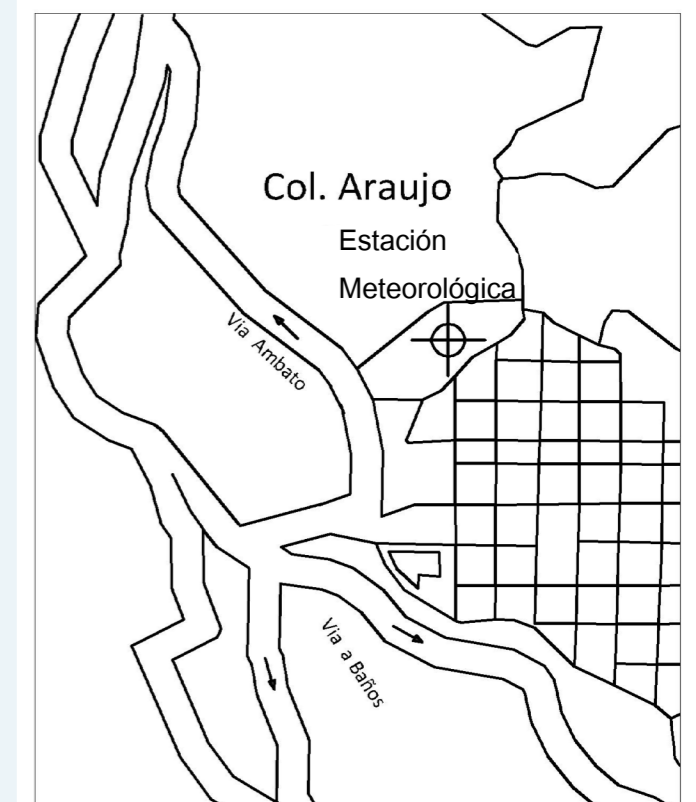 Col. Araujo
Estación
Meteorológica
Via Ambato
Via a Baños